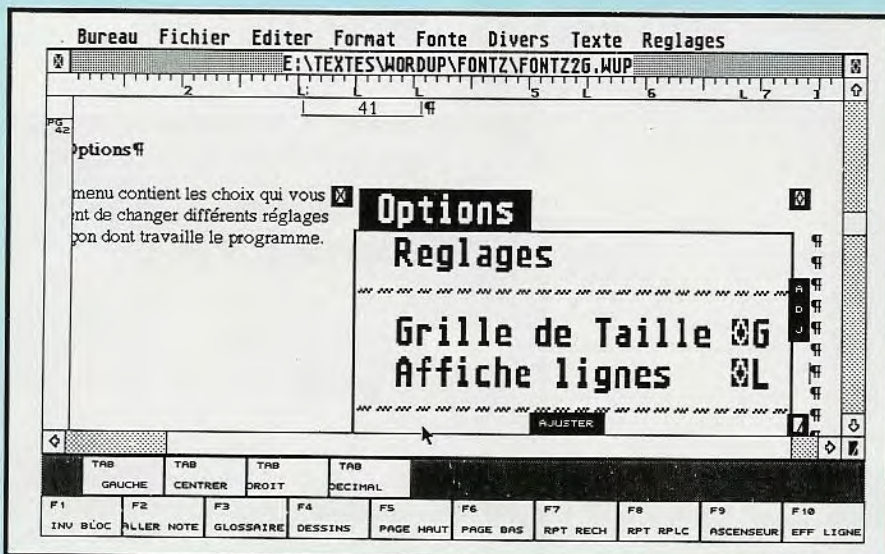 Bureau Fichier Editer Format Fonte Divers Texte Reglages
E:\TEXTES\WORDUP\FONTZ\FONTZ2G.WUP
2 L: L L 5 L 6 L 7
41 ¶
PG 42
Options¶
menu contient les choix qui vous
nt de changer différents réglages
çon dont travaille le programme.
Options
Reglages
Grille de Taille G
Affiche lignes L
ADJ
AJUSTER
TAB GAUCHE TAB CENTRER TAB DROIT TAB DECIMAL
F1 F2 F3 F4 F5 F6 F7 F8 F9 F10
INV BLOC ALLER NOTE GLOSSAIRE DESSINS PAGE HAUT PAGE BAS RPT RECH RPT RPLC ASCENSEUR EFF LIGNE